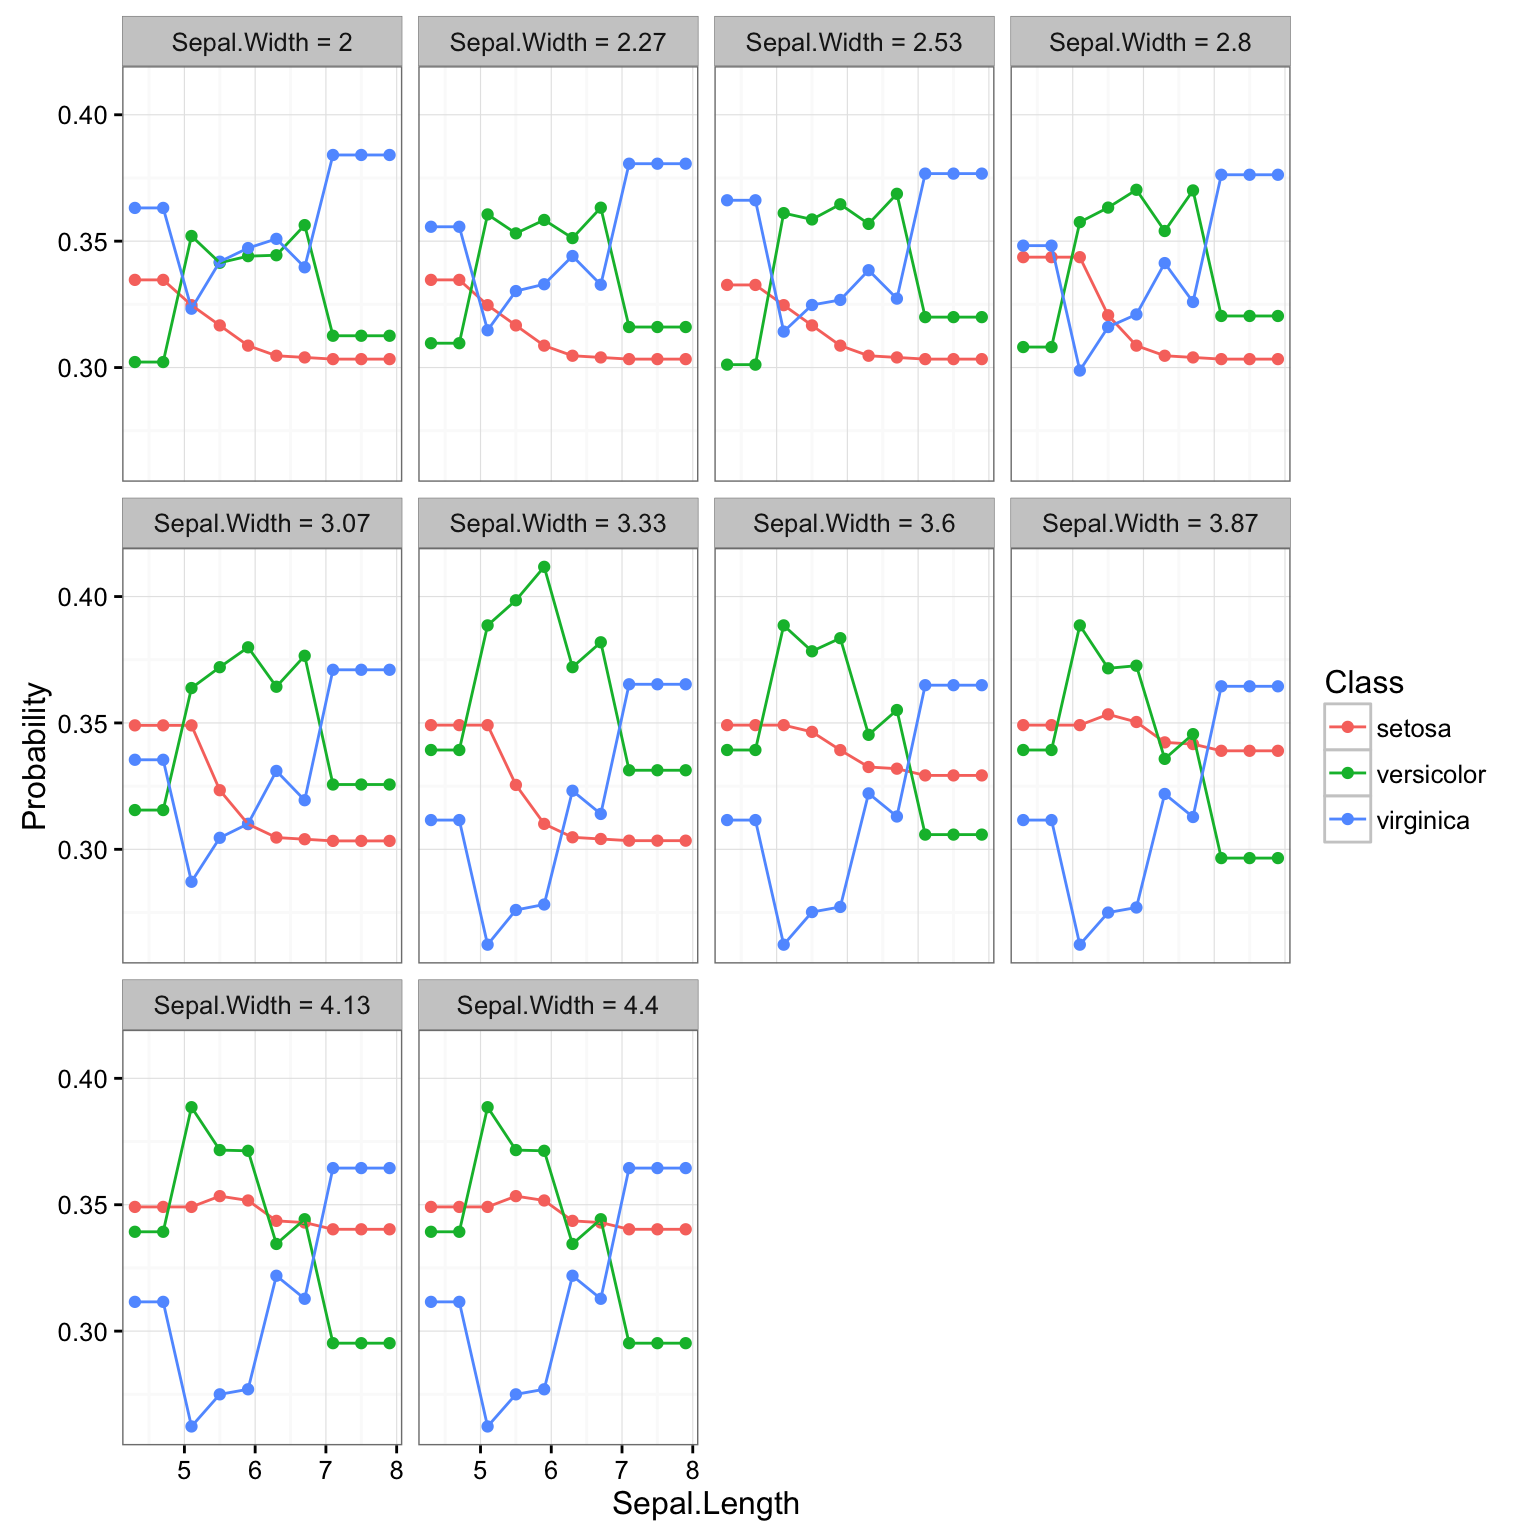 Sepal.Width = 2
Sepal.Width = 2.27
Sepal.Width = 2.53
Sepal.Width = 2.8
0.40
0.35
0.30
Sepal.Width = 3.07
Sepal.Width = 3.33
Sepal.Width = 3.6
Sepal.Width = 3.87
0.40
0.35
0.30
Probability
Class
setosa
versicolor
virginica
Sepal.Width = 4.13
Sepal.Width = 4.4
0.40
0.35
0.30
5 6 7 8
5 6 7 8
Sepal.Length